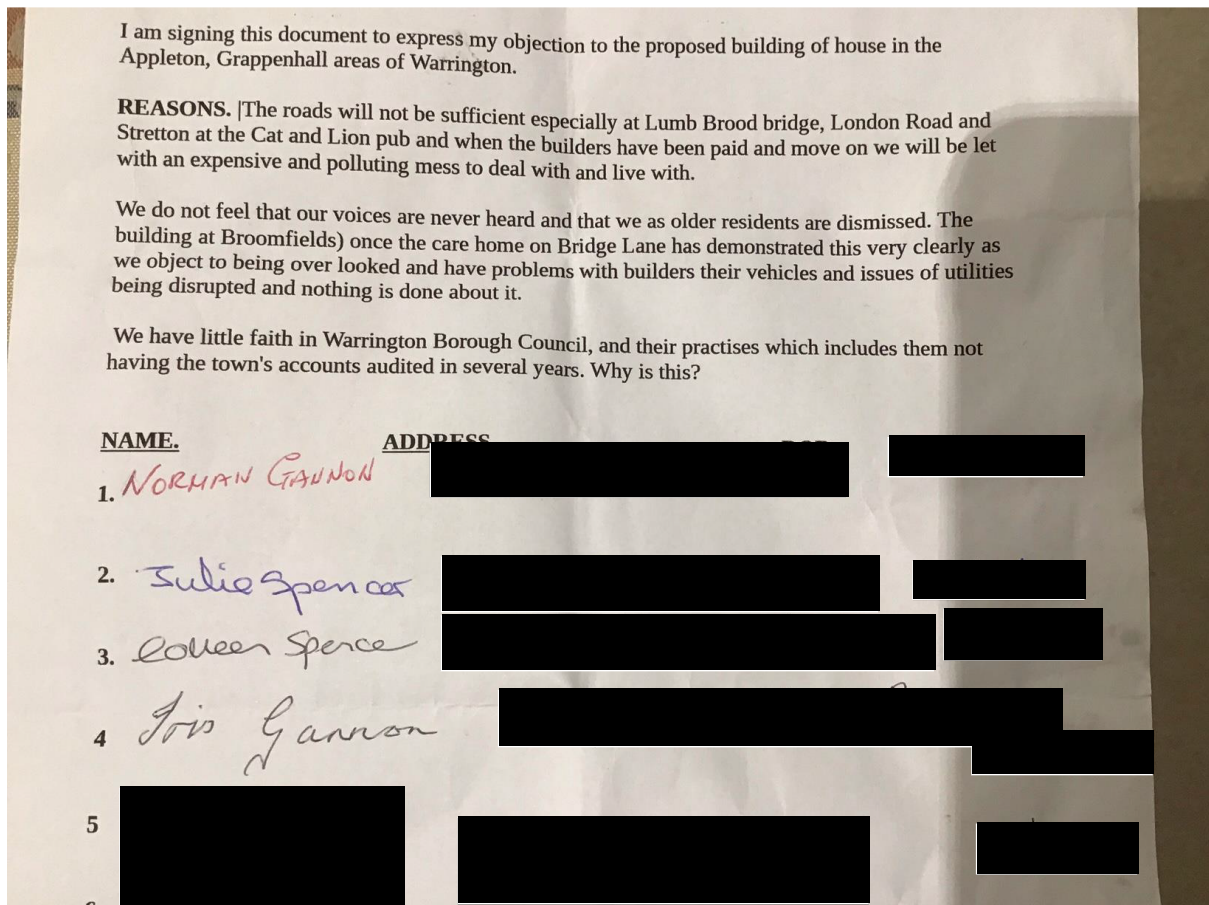 I am signing this document to express my objection to the proposed building of house in the
Appleton, Grappenhall areas of Warrington.
REASONS. |The roads will not be sufficient especially at Lumb Brood bridge, London Road and
Stretton at the Cat and Lion pub and when the builders have been paid and move on we will be let
with an expensive and polluting mess to deal with and live with.
We do not feel that our voices are never heard and that we as older residents are dismissed. The
building at Broomfields) once the care home on Bridge Lane has demonstrated this very clearly as
we object to being over looked and have problems with builders their vehicles and issues of utilities
being disrupted and nothing is done about it.
We have little faith in Warrington Borough Council, and their practises which includes them not
having the town's accounts audited in several years. Why is this?
NAME. ADDRESS
1. NORMAN GANNON
2. Julie Spencer
3. Colleen Spence
4 Iris Gannon
5